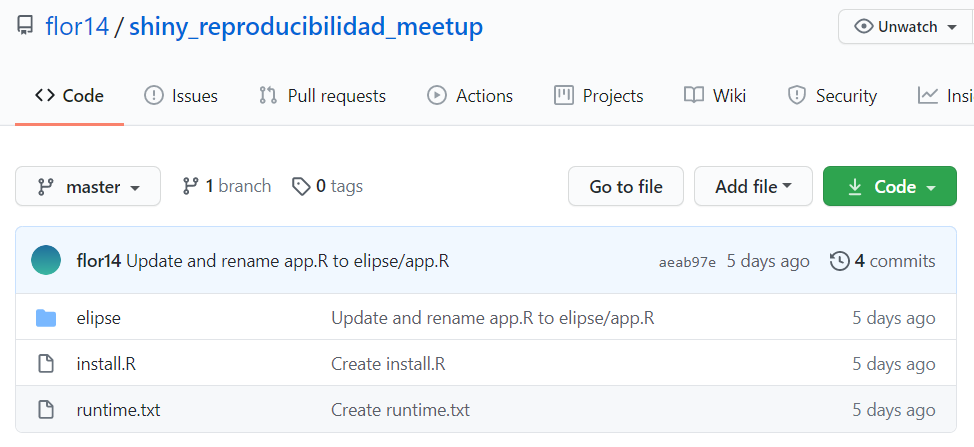 flor14 / shiny_reproducibilidad_meetup Unwatch
Code Issues Pull requests Actions Projects Wiki Security Insi
master 1 branch 0 tags Go to file Add file Code
flor14 Update and rename app.R to elipse/app.R aeab97e 5 days ago 4 commits
elipse Update and rename app.R to elipse/app.R 5 days ago
install.R Create install.R 5 days ago
runtime.txt Create runtime.txt 5 days ago